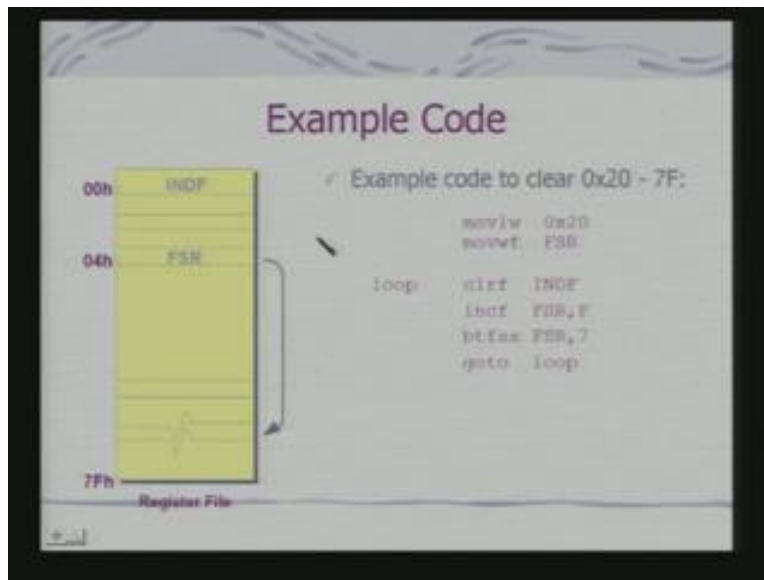 Example Code
00h INDF
04h FSR
7Fh
Register File
✓ Example code to clear 0x20 - 7F:
movlw 0x20
movwf FSR
loop clrf INDF
incf FSR,F
btfss FSR,7
goto loop